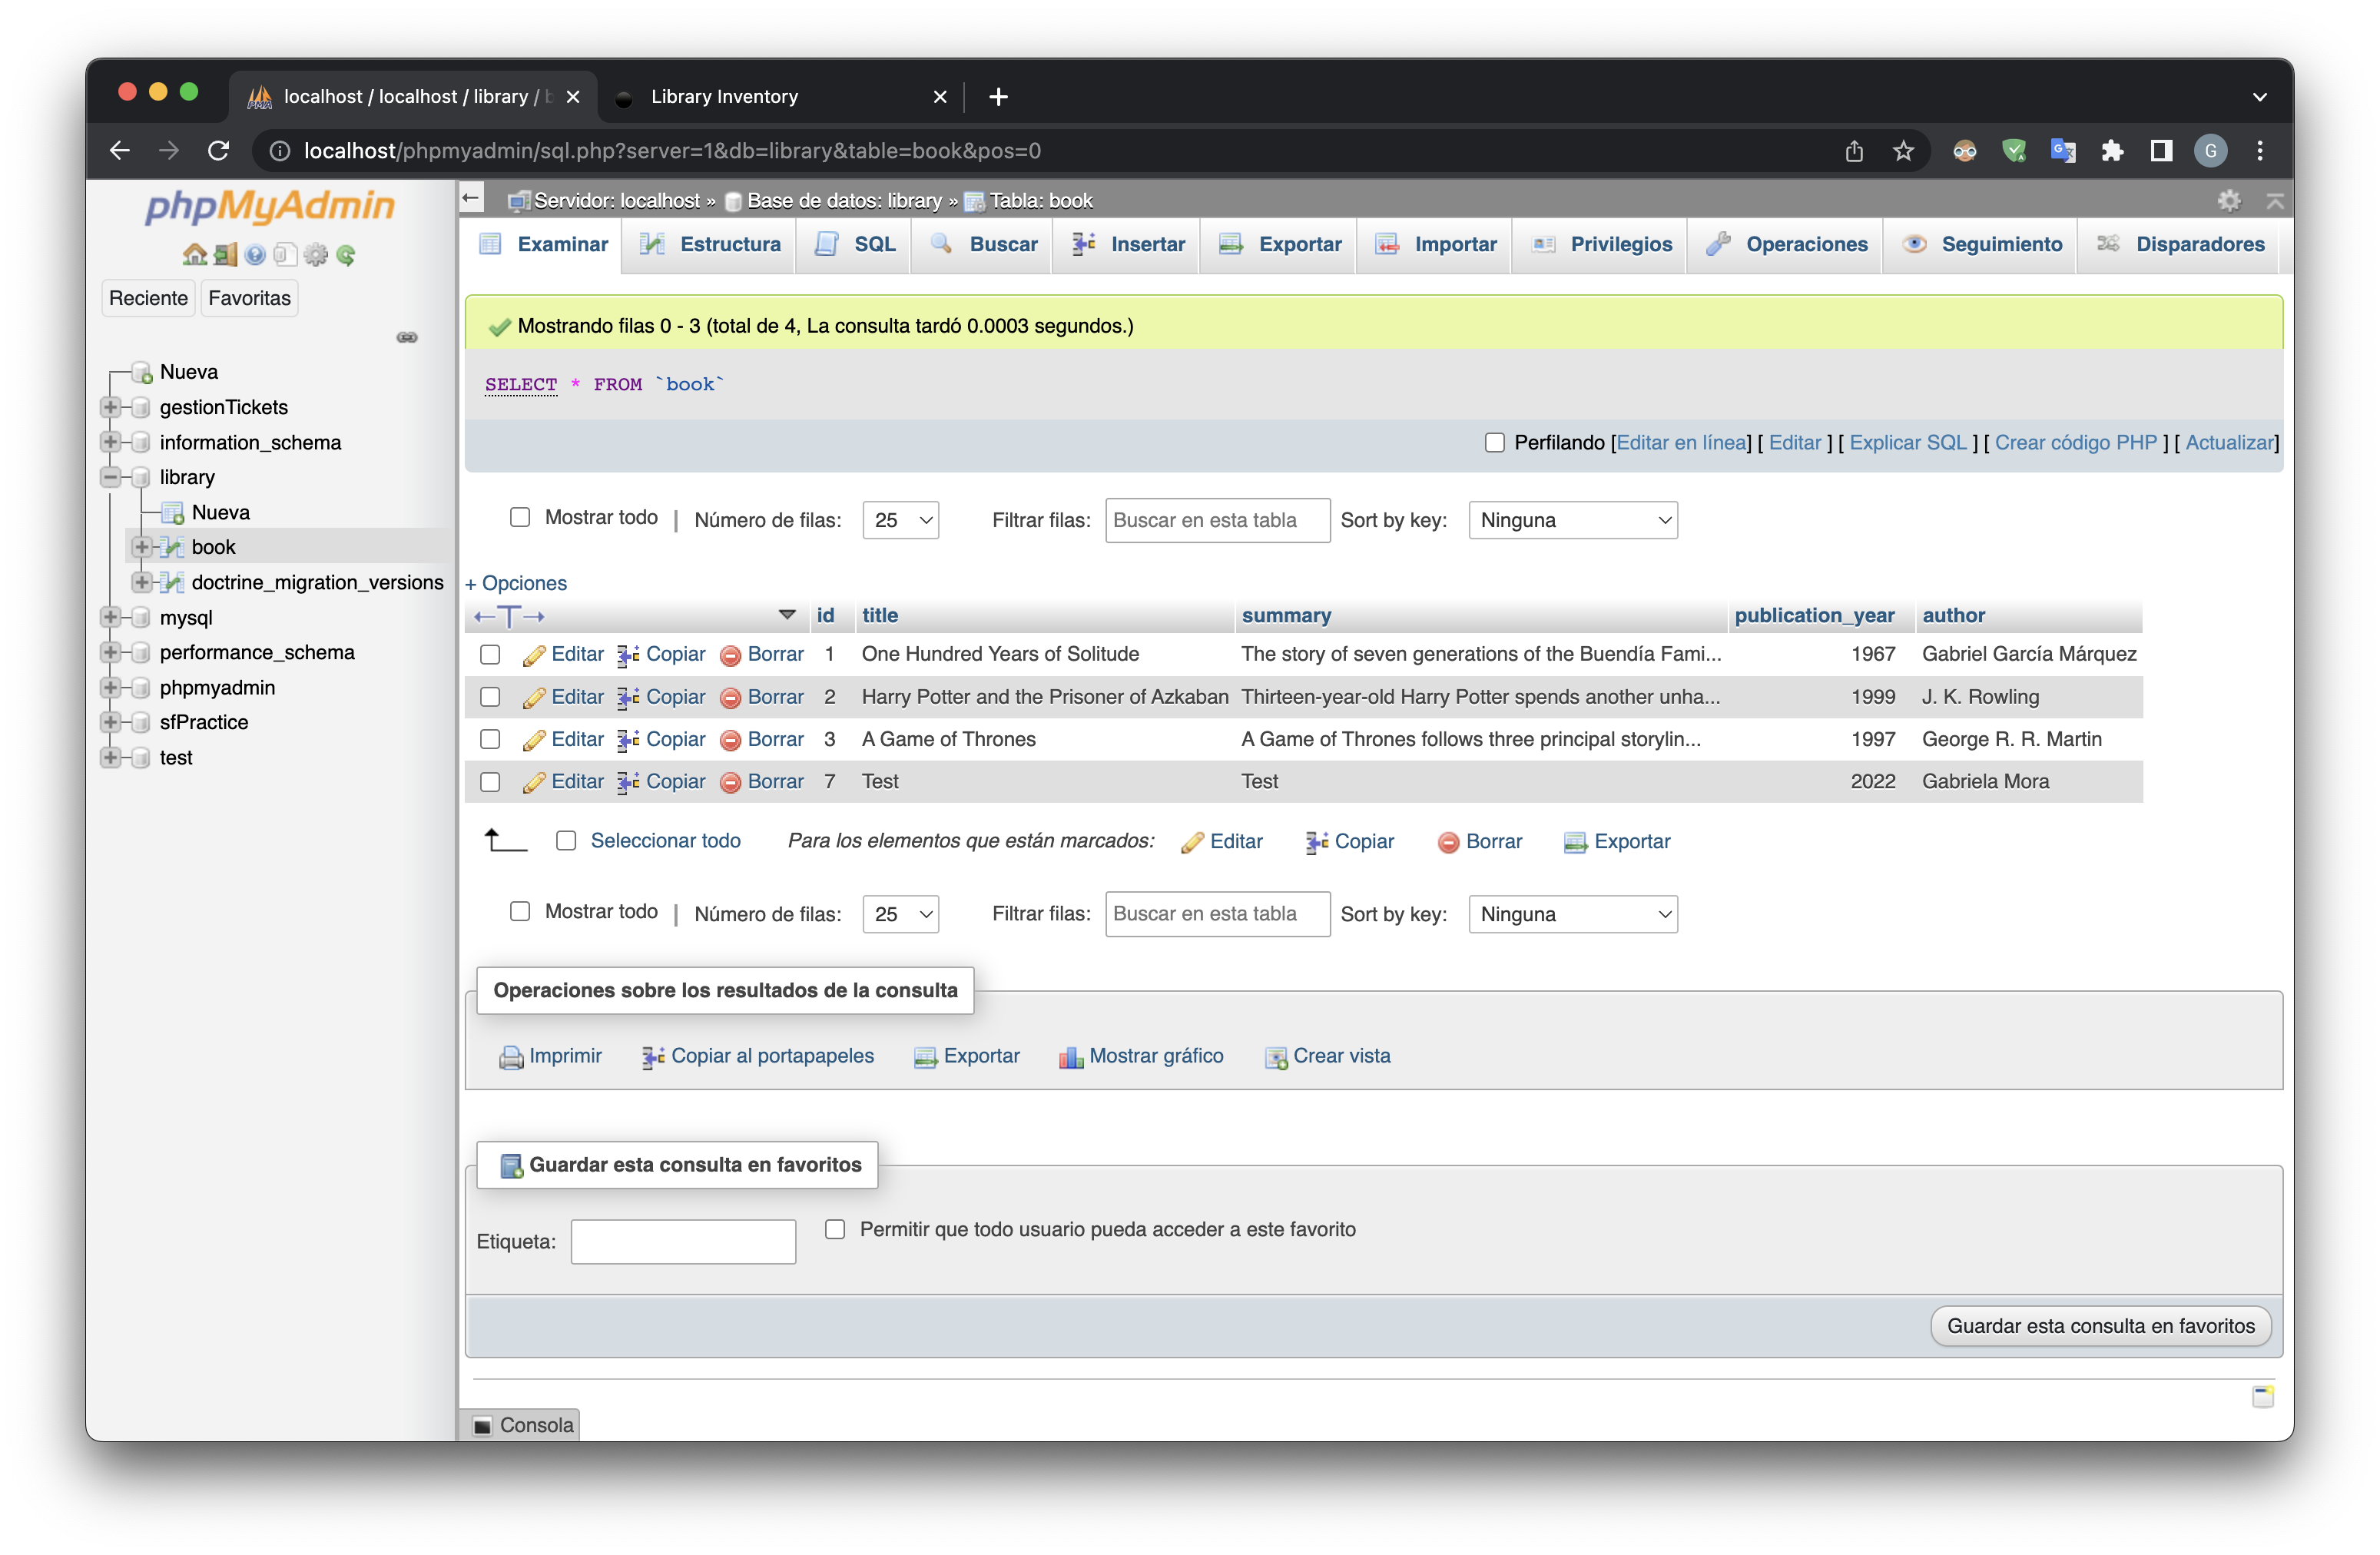 localhost / localhost / library /
Library Inventory
localhost/phpmyadmin/sql.php?server=1&db=library&table=book&pos=0
G
phpMyAdmin
Reciente Favoritas
Nueva
gestionTickets
information_schema
library
Nueva
book
doctrine_migration_versions
mysql
performance_schema
phpmyadmin
sfPractice
test
Servidor: localhost » Base de datos: library » Tabla: book
Examinar Estructura SQL Buscar Insertar Exportar Importar Privilegios Operaciones Seguimiento Disparadores
Mostrando filas 0 - 3 (total de 4, La consulta tardó 0.0003 segundos.)
SELECT * FROM `book`
Perfilando [Editar en línea] [ Editar ] [ Explicar SQL ] [ Crear código PHP ] [ Actualizar]
Mostrar todo | Número de filas: 25 Filtrar filas: Buscar en esta tabla Sort by key: Ninguna
+ Opciones
←T→ id title summary publication_year author
Editar Copiar Borrar 1 One Hundred Years of Solitude The story of seven generations of the Buendía Fami... 1967 Gabriel García Márquez
Editar Copiar Borrar 2 Harry Potter and the Prisoner of Azkaban Thirteen-year-old Harry Potter spends another unha... 1999 J. K. Rowling
Editar Copiar Borrar 3 A Game of Thrones A Game of Thrones follows three principal storylin... 1997 George R. R. Martin
Editar Copiar Borrar 7 Test Test 2022 Gabriela Mora
Seleccionar todo Para los elementos que están marcados: Editar Copiar Borrar Exportar
Mostrar todo | Número de filas: 25 Filtrar filas: Buscar en esta tabla Sort by key: Ninguna
Operaciones sobre los resultados de la consulta
Imprimir Copiar al portapapeles Exportar Mostrar gráfico Crear vista
Guardar esta consulta en favoritos
Etiqueta: Permitir que todo usuario pueda acceder a este favorito
Guardar esta consulta en favoritos
Consola